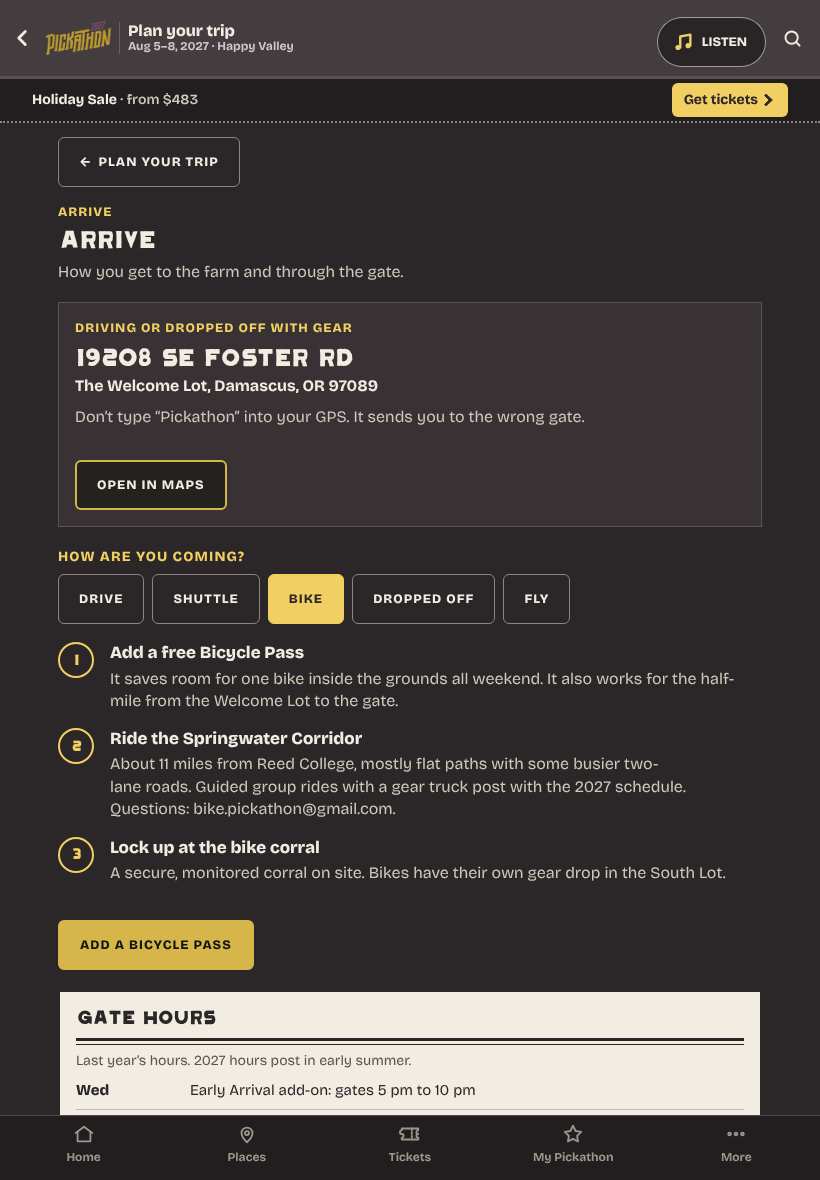 PICKATHON
Plan your trip
Aug 5–8, 2027 · Happy Valley
LISTEN
Holiday Sale · from $483
Get tickets
← PLAN YOUR TRIP
ARRIVE
ARRIVE
How you get to the farm and through the gate.
DRIVING OR DROPPED OFF WITH GEAR
19208 SE FOSTER RD
The Welcome Lot, Damascus, OR 97089
Don't type “Pickathon” into your GPS. It sends you to the wrong gate.
OPEN IN MAPS
HOW ARE YOU COMING?
DRIVE
SHUTTLE
BIKE
DROPPED OFF
FLY
1
Add a free Bicycle Pass
It saves room for one bike inside the grounds all weekend. It also works for the half-
mile from the Welcome Lot to the gate.
2
Ride the Springwater Corridor
About 11 miles from Reed College, mostly flat paths with some busier two-
lane roads. Guided group rides with a gear truck post with the 2027 schedule.
Questions: bike.pickathon@gmail.com.
3
Lock up at the bike corral
A secure, monitored corral on site. Bikes have their own gear drop in the South Lot.
ADD A BICYCLE PASS
GATE HOURS
Last year's hours. 2027 hours post in early summer.
Wed
Early Arrival add-on: gates 5 pm to 10 pm
Home
Places
Tickets
My Pickathon
More